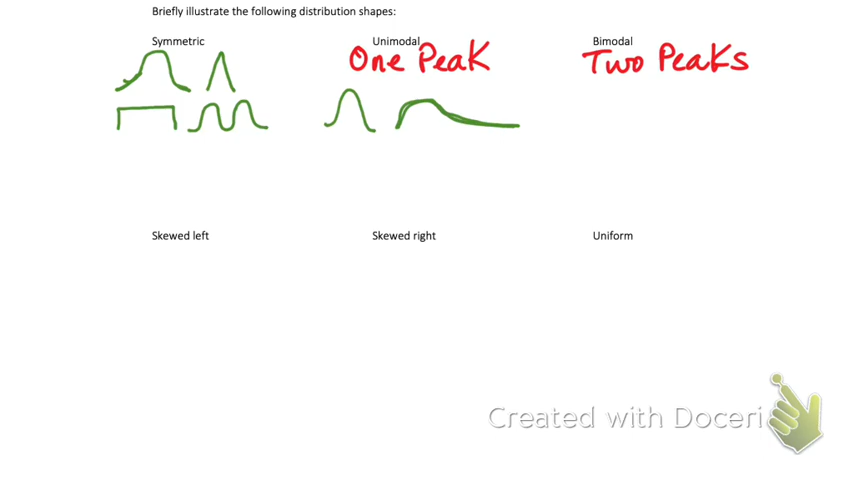 Briefly illustrate the following distribution shapes:
Symmetric
Unimodal
Bimodal
One Peak
Two Peaks
Skewed left
Skewed right
Uniform
Created with Doceri